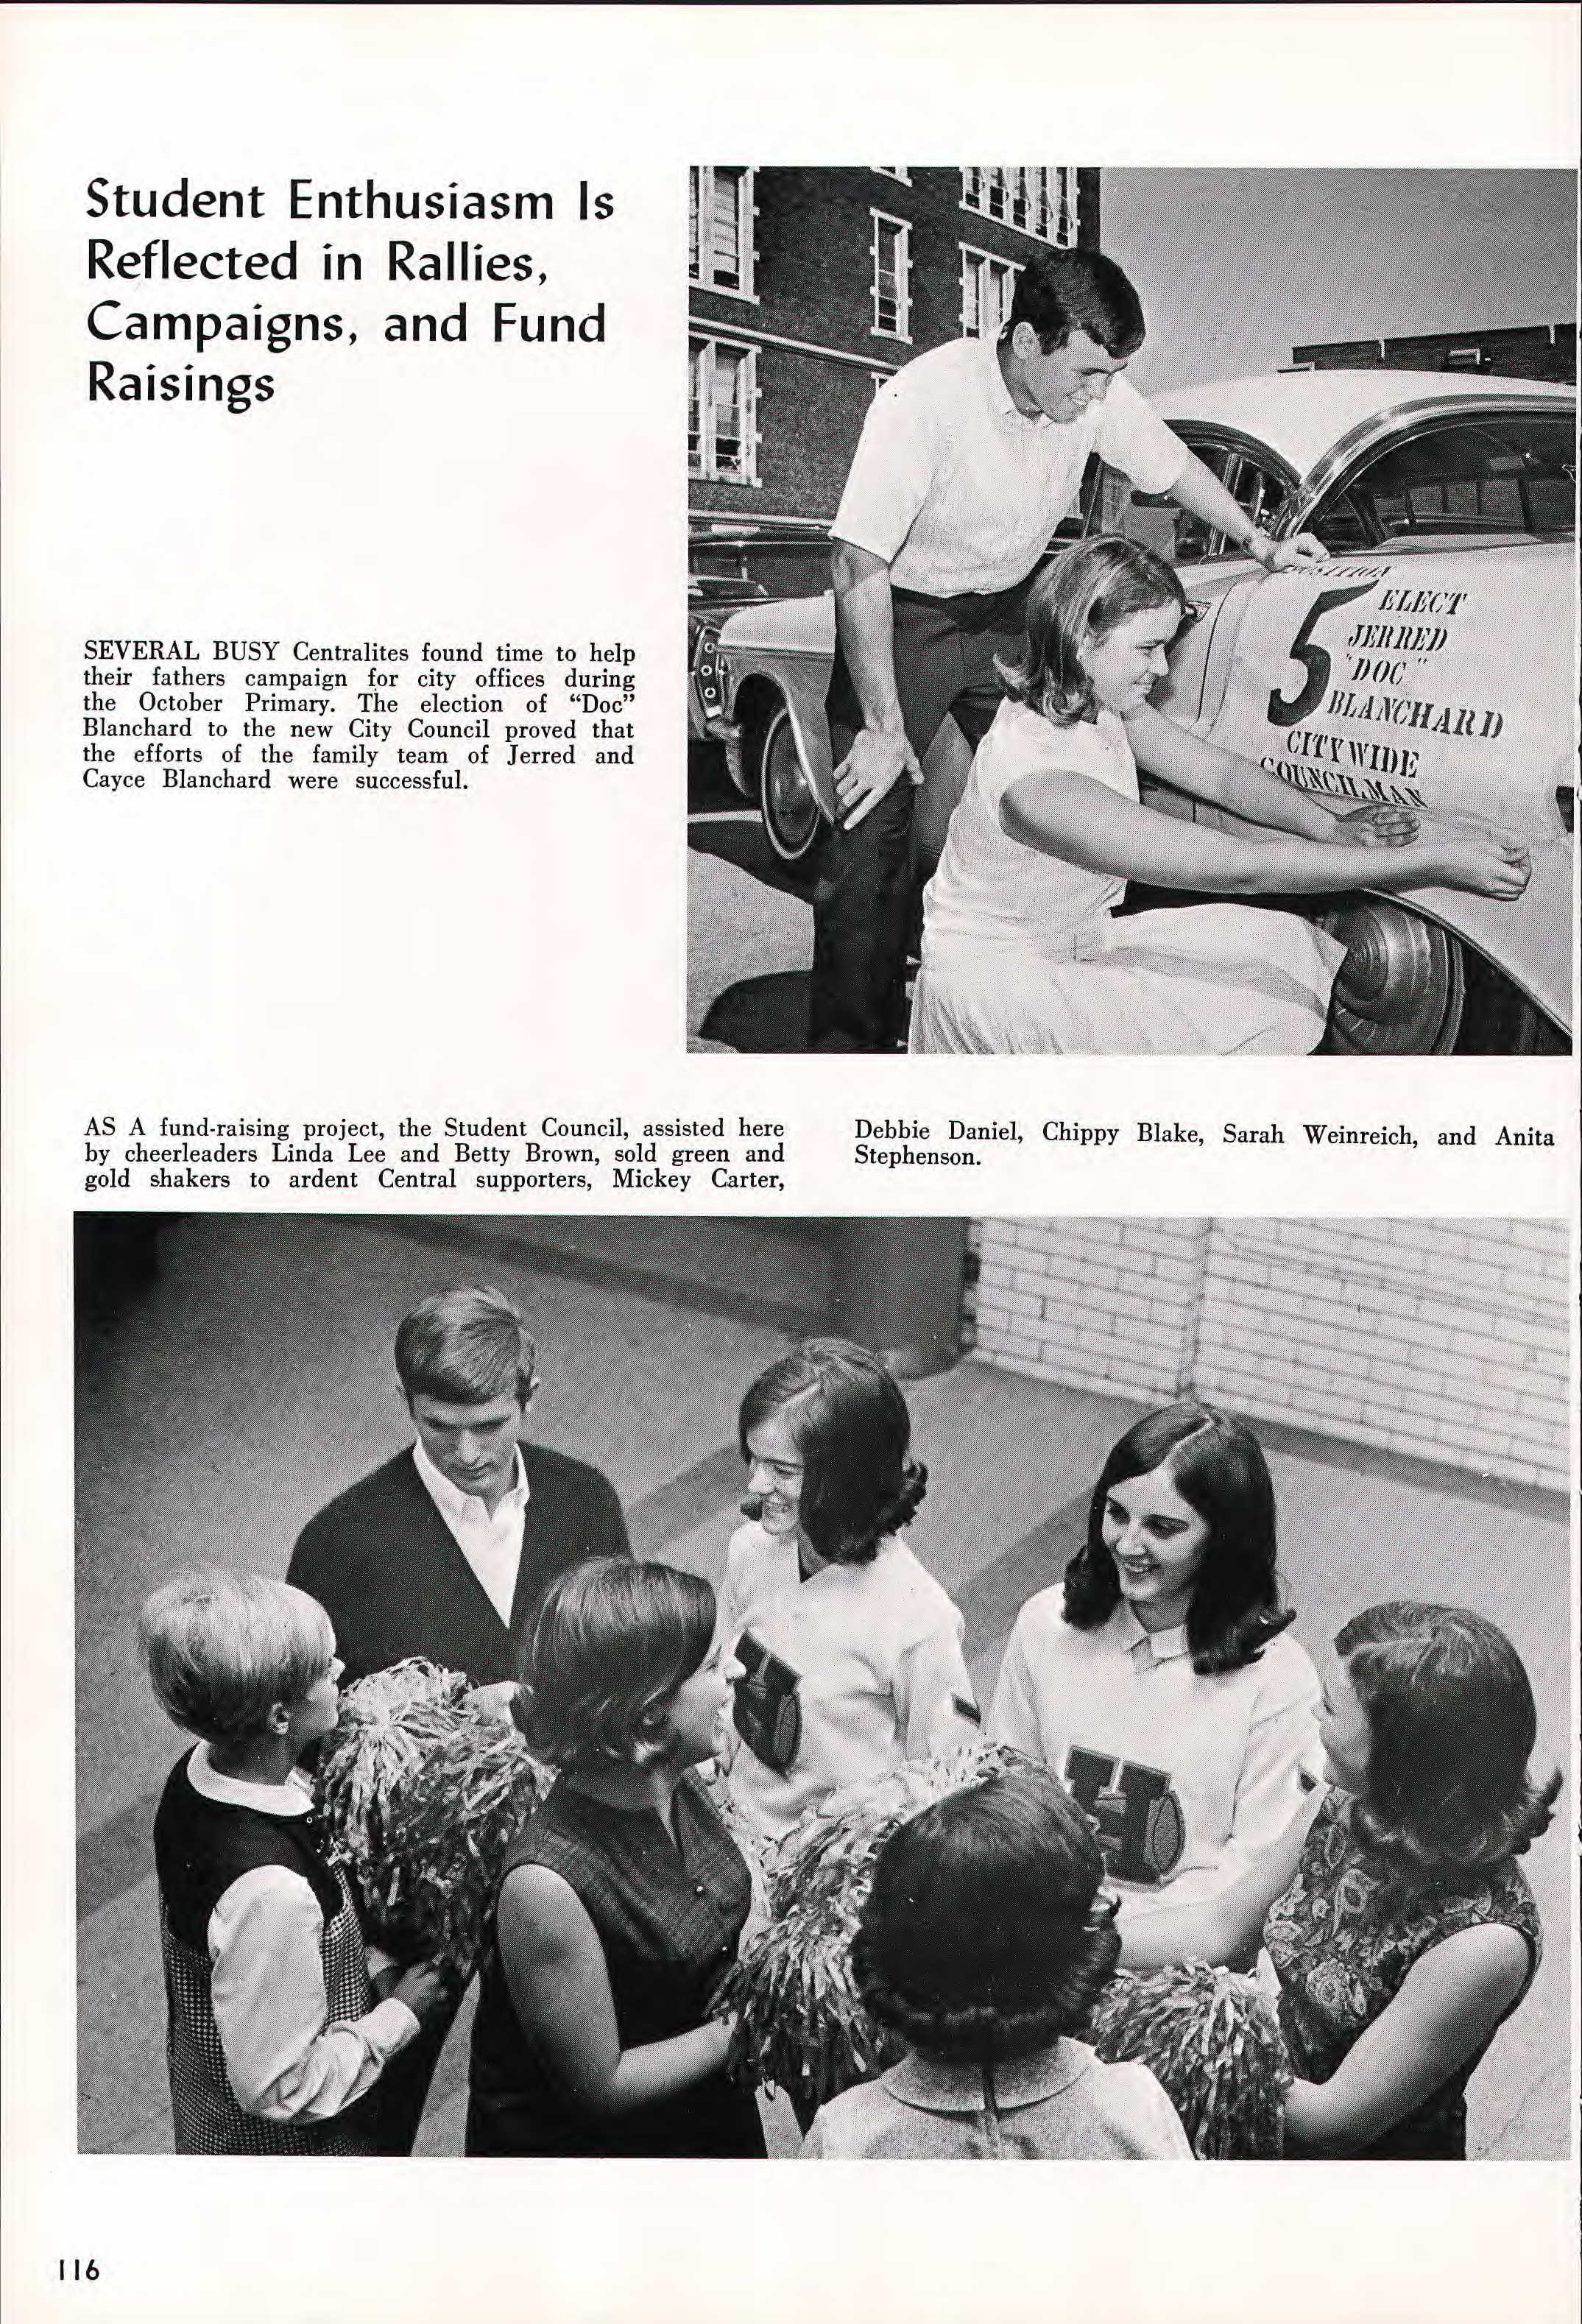 Student Enthusiasm Is
Reflected in Rallies,
Campaigns, and Fund
Raisings
SEVERAL BUSY Centralites found time to help
their fathers campaign for city offices during
the October Primary. The election of “Doc”
Blanchard to the new City Council proved that
the efforts of the family team of Jerred and
Cayce Blanchard were successful.
POSITION
5
ELECT
JERRED
"DOC"
BLANCHARD
CITY WIDE
COUNCILMAN
AS A fund-raising project, the Student Council, assisted here
by cheerleaders Linda Lee and Betty Brown, sold green and
gold shakers to ardent Central supporters, Mickey Carter,
Debbie Daniel, Chippy Blake, Sarah Weinreich, and Anita
Stephenson.
H
H
116